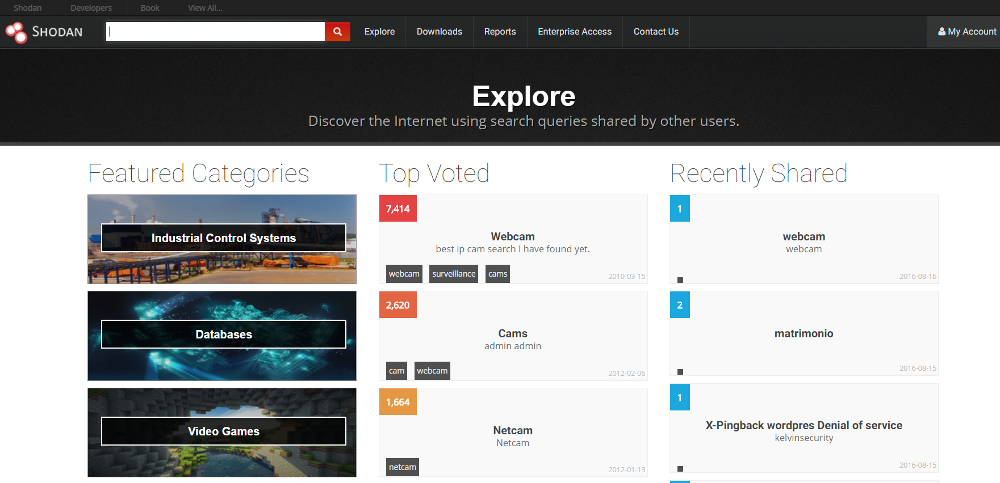 Shodan
Developers
Book
View All...
SHODAN
Explore
Downloads
Reports
Enterprise Access
Contact Us
My Account
Explore
Discover the Internet using search queries shared by other users.
Featured Categories
Industrial Control Systems
Databases
Video Games
Top Voted
7,414
Webcam
best ip cam search I have found yet.
webcam surveillance cams
2010-03-15
2,620
Cams
admin admin
cam webcam
2012-02-06
1,664
Netcam
Netcam
netcam
2012-01-13
Recently Shared
1
webcam
webcam
2016-08-16
2
matrimonio
2016-08-15
1
X-Pingback wordpres Denial of service
kelvinsecurity
2016-08-15